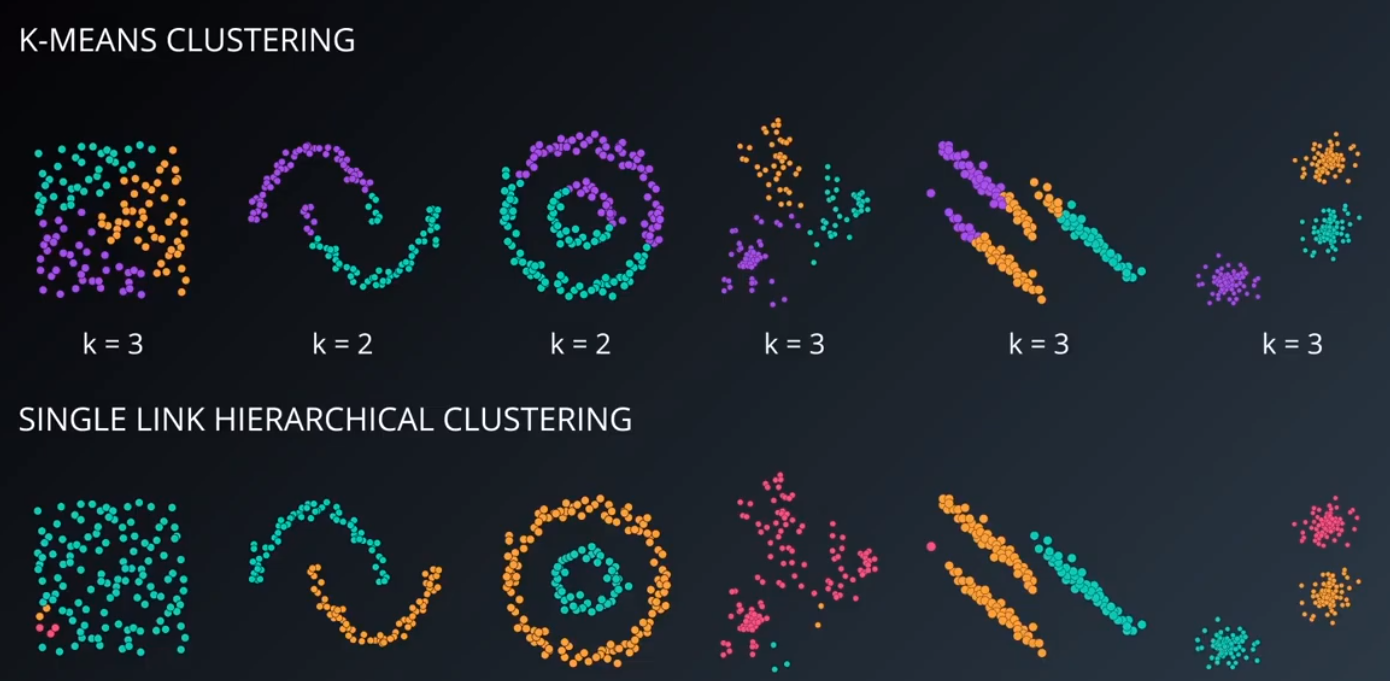 K-MEANS CLUSTERING
k = 3
k = 2
k = 2
k = 3
k = 3
k = 3
SINGLE LINK HIERARCHICAL CLUSTERING